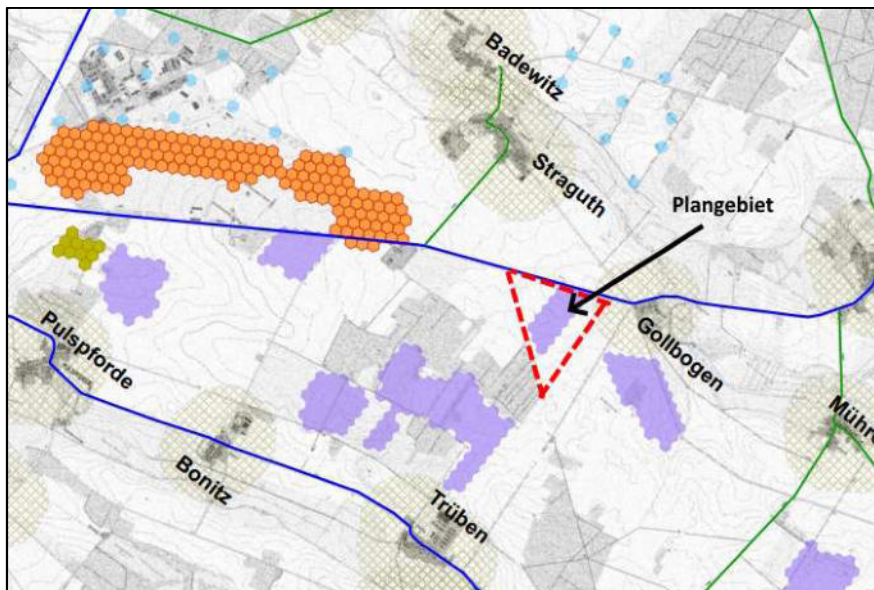 Badewitz
Straguth
Plangebiet
Gollbogen
Pulspforde
Mühro
Bonitz
Trüben